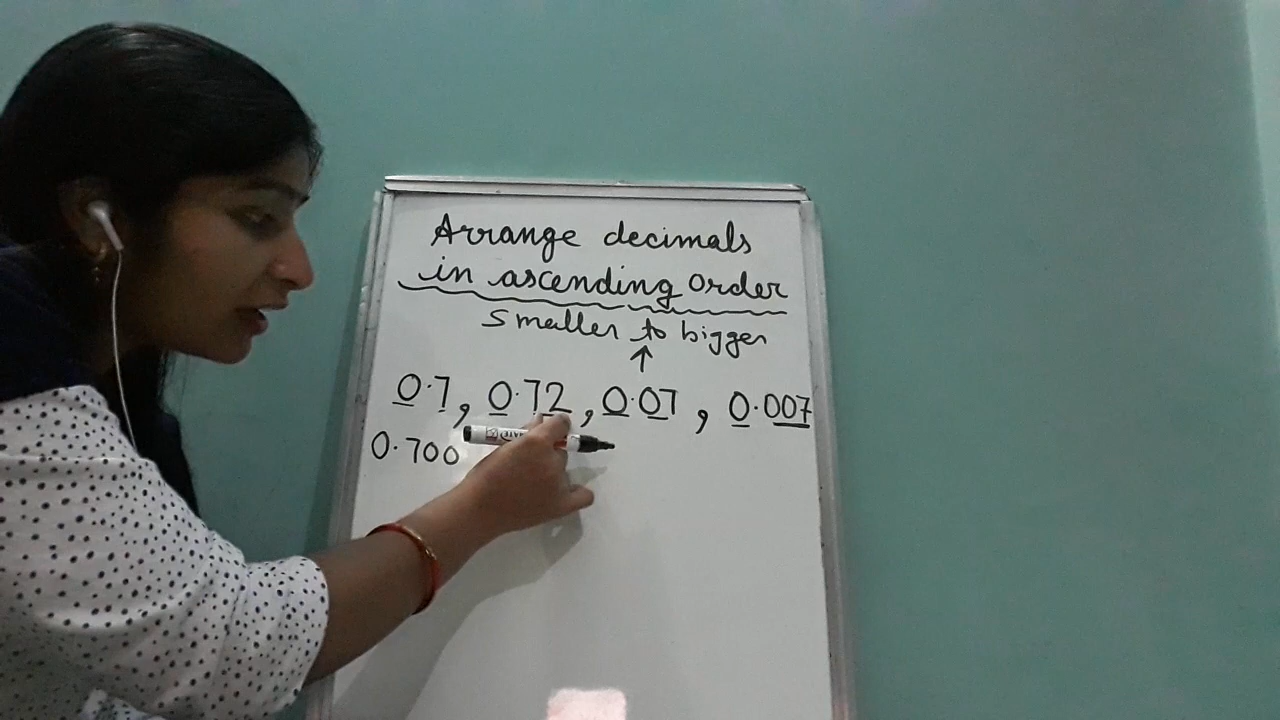 Arrange decimals
in ascending order
Smaller to bigger
↑
0.7, 0.72, 0.07, 0.007
0.700